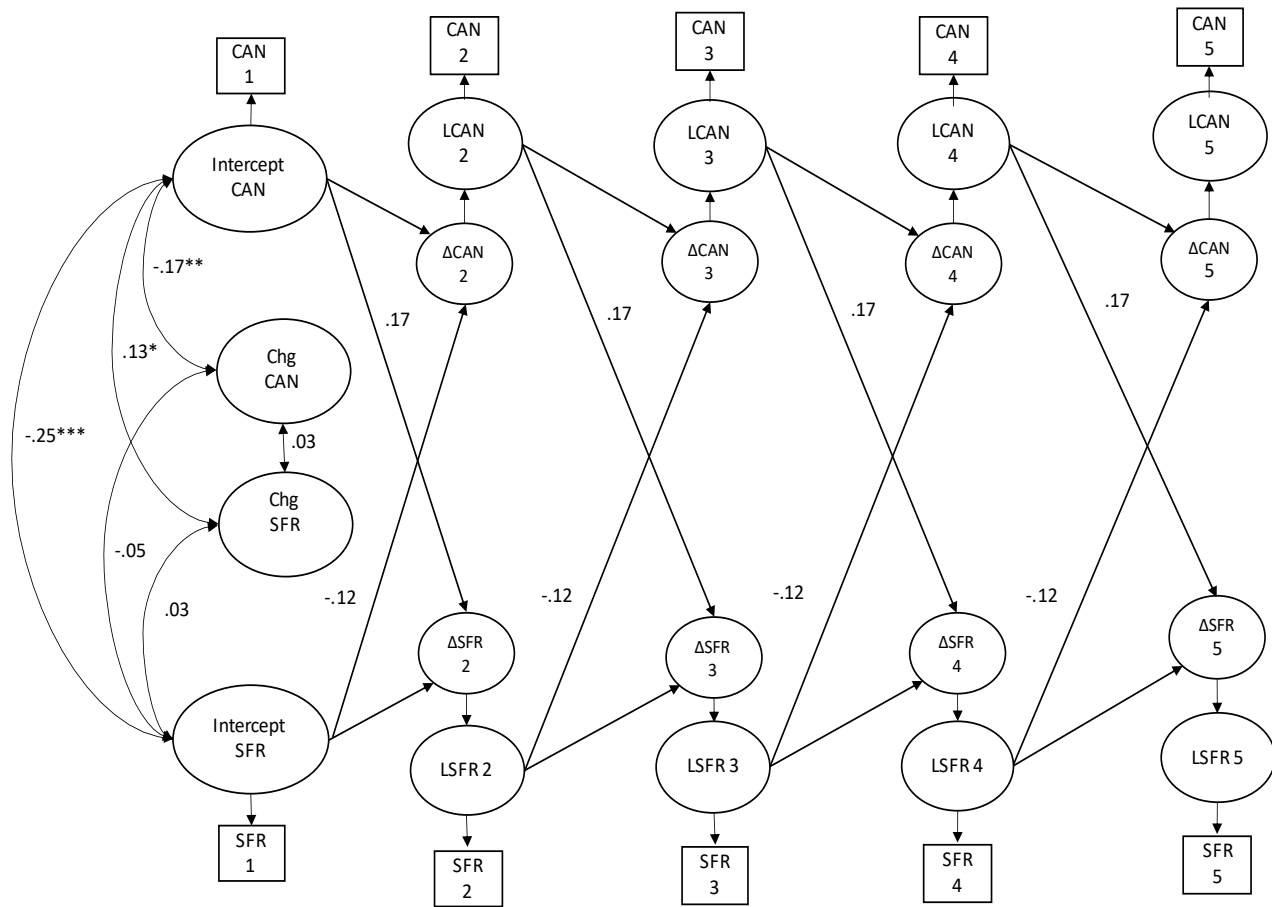 CAN
1
CAN
2
CAN
3
CAN
4
CAN
5
Intercept
CAN
LCAN
2
LCAN
3
LCAN
4
LCAN
5
ΔCAN
2
ΔCAN
3
ΔCAN
4
ΔCAN
5
-.17**
.17
.17
.17
.17
.13*
Chg
CAN
-.25***
.03
Chg
SFR
-.05
.03
-.12
-.12
-.12
-.12
ΔSFR
2
ΔSFR
3
ΔSFR
4
ΔSFR
5
Intercept
SFR
LSFR 2
LSFR 3
LSFR 4
LSFR 5
SFR
1
SFR
2
SFR
3
SFR
4
SFR
5